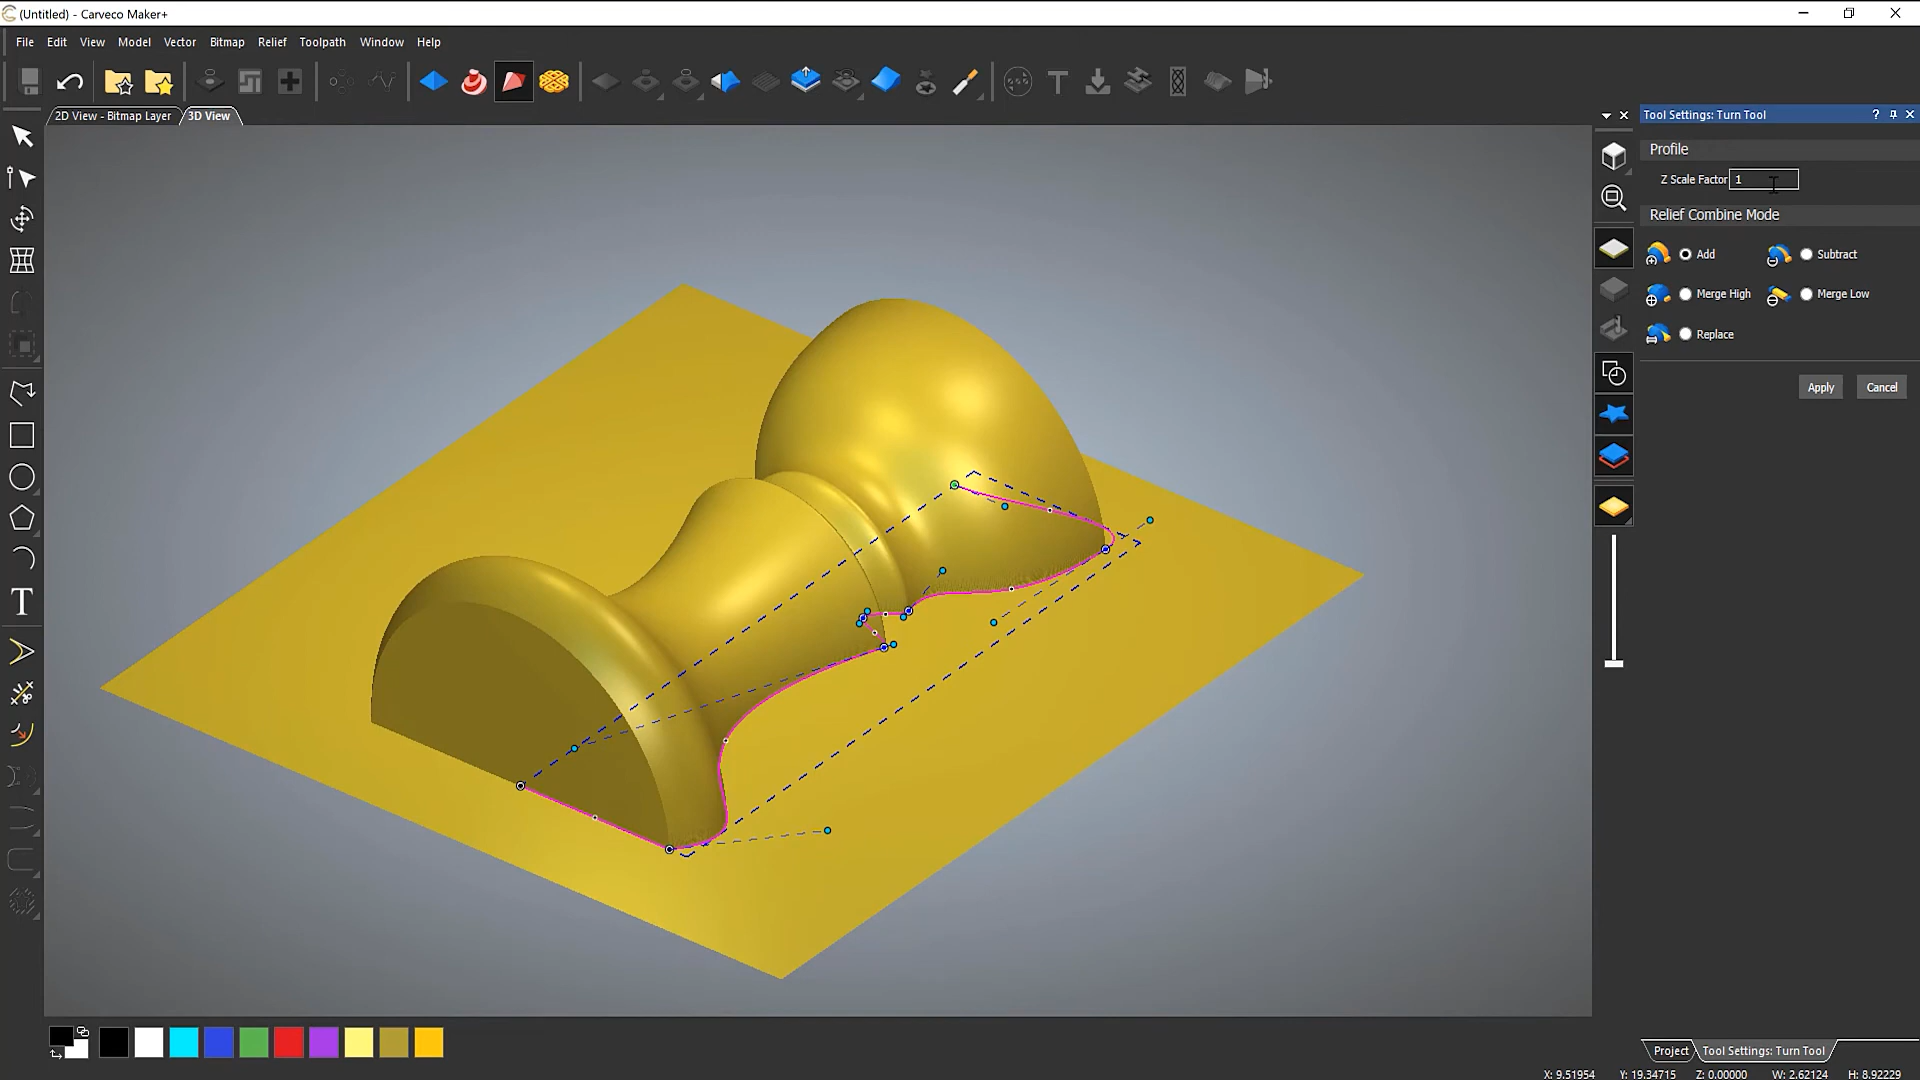 (Untitled) - Carveco Maker+
File Edit View Model Vector Bitmap Relief Toolpath Window Help
2D View - Bitmap Layer 3D View
Tool Settings: Turn Tool
Profile
Z Scale Factor 1
Relief Combine Mode
Add Subtract
Merge High Merge Low
Replace
Apply Cancel
Project Tool Settings: Turn Tool
X: 9.51954 Y: 19.34715 Z: 0.00000 W: 2.62124 H: 8.92229